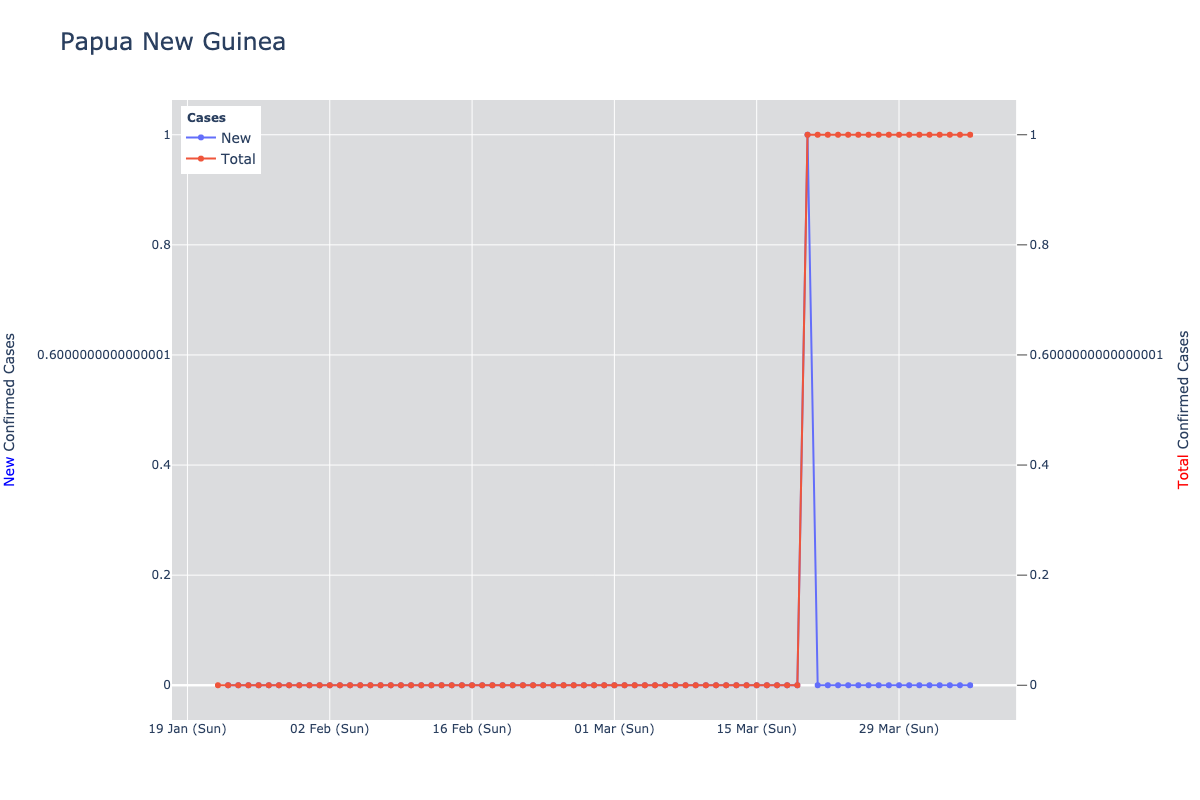 Papua New Guinea
Cases
New
Total
1
0.8
0.6000000000000001
0.4
0.2
0
1
0.8
0.6000000000000001
0.4
0.2
0
New Confirmed Cases
Total Confirmed Cases
19 Jan (Sun)
02 Feb (Sun)
16 Feb (Sun)
01 Mar (Sun)
15 Mar (Sun)
29 Mar (Sun)